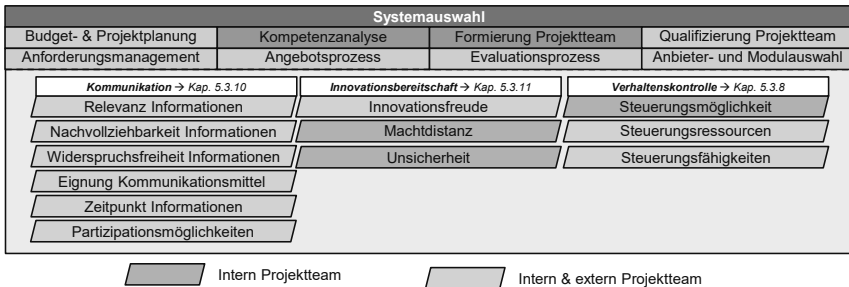 Systemauswahl
Budget- & Projektplanung Kompetenzanalyse Formierung Projektteam Qualifizierung Projektteam
Anforderungsmanagement Angebotsprozess Evaluationsprozess Anbieter- und Modulauswahl
Kommunikation → Kap. 5.3.10 Innovationsbereitschaft → Kap. 5.3.11 Verhaltenskontrolle → Kap. 5.3.8
Relevanz Informationen Innovationsfreude Steuerungsmöglichkeit
Nachvollziehbarkeit Informationen Machtdistanz Steuerungsressourcen
Widerspruchsfreiheit Informationen Unsicherheit Steuerungsfähigkeiten
Eignung Kommunikationsmittel
Zeitpunkt Informationen
Partizipationsmöglichkeiten
Intern Projektteam Intern & extern Projektteam